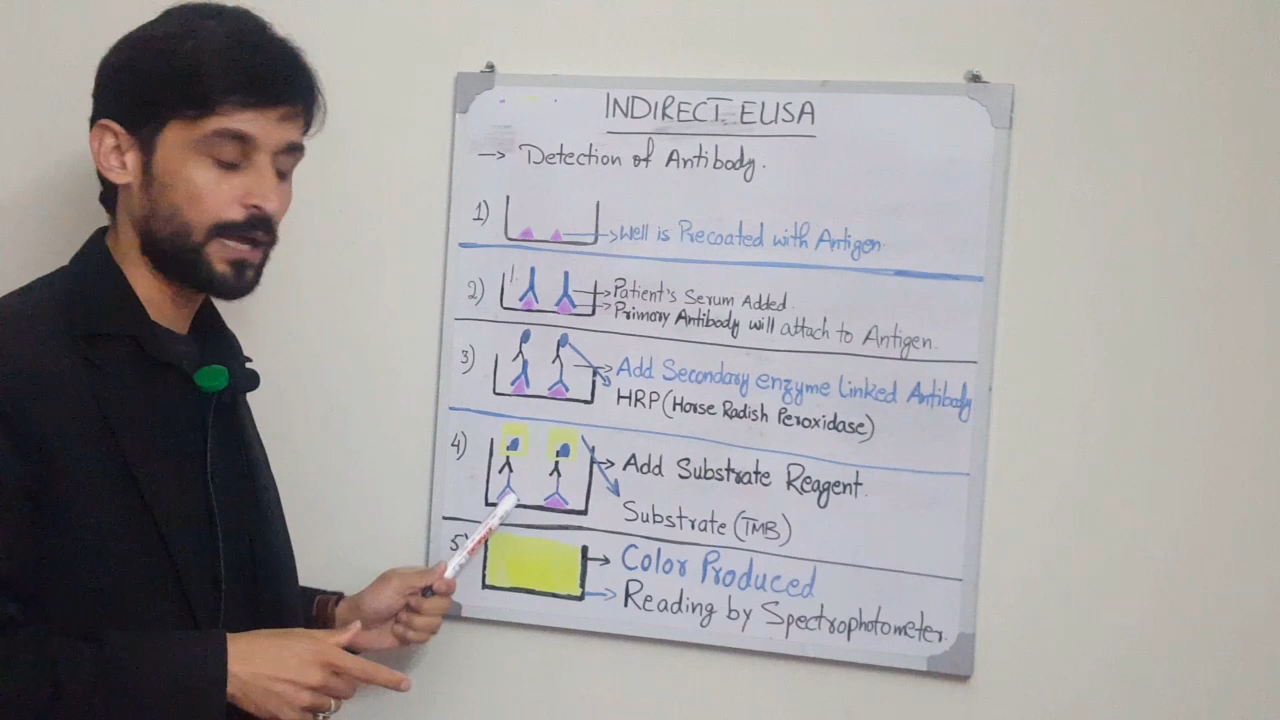 INDIRECT ELISA
→ Detection of Antibody.
1) → Well is Precoated with Antigen.
2) → Patient's Serum Added.
→ Primary Antibody will attach to Antigen.
3) → Add Secondary enzyme Linked Antibody
HRP (Horse Radish Peroxidase)
4) → Add Substrate Reagent.
Substrate (TMB)
5) → Color Produced
→ Reading by Spectrophotometer.